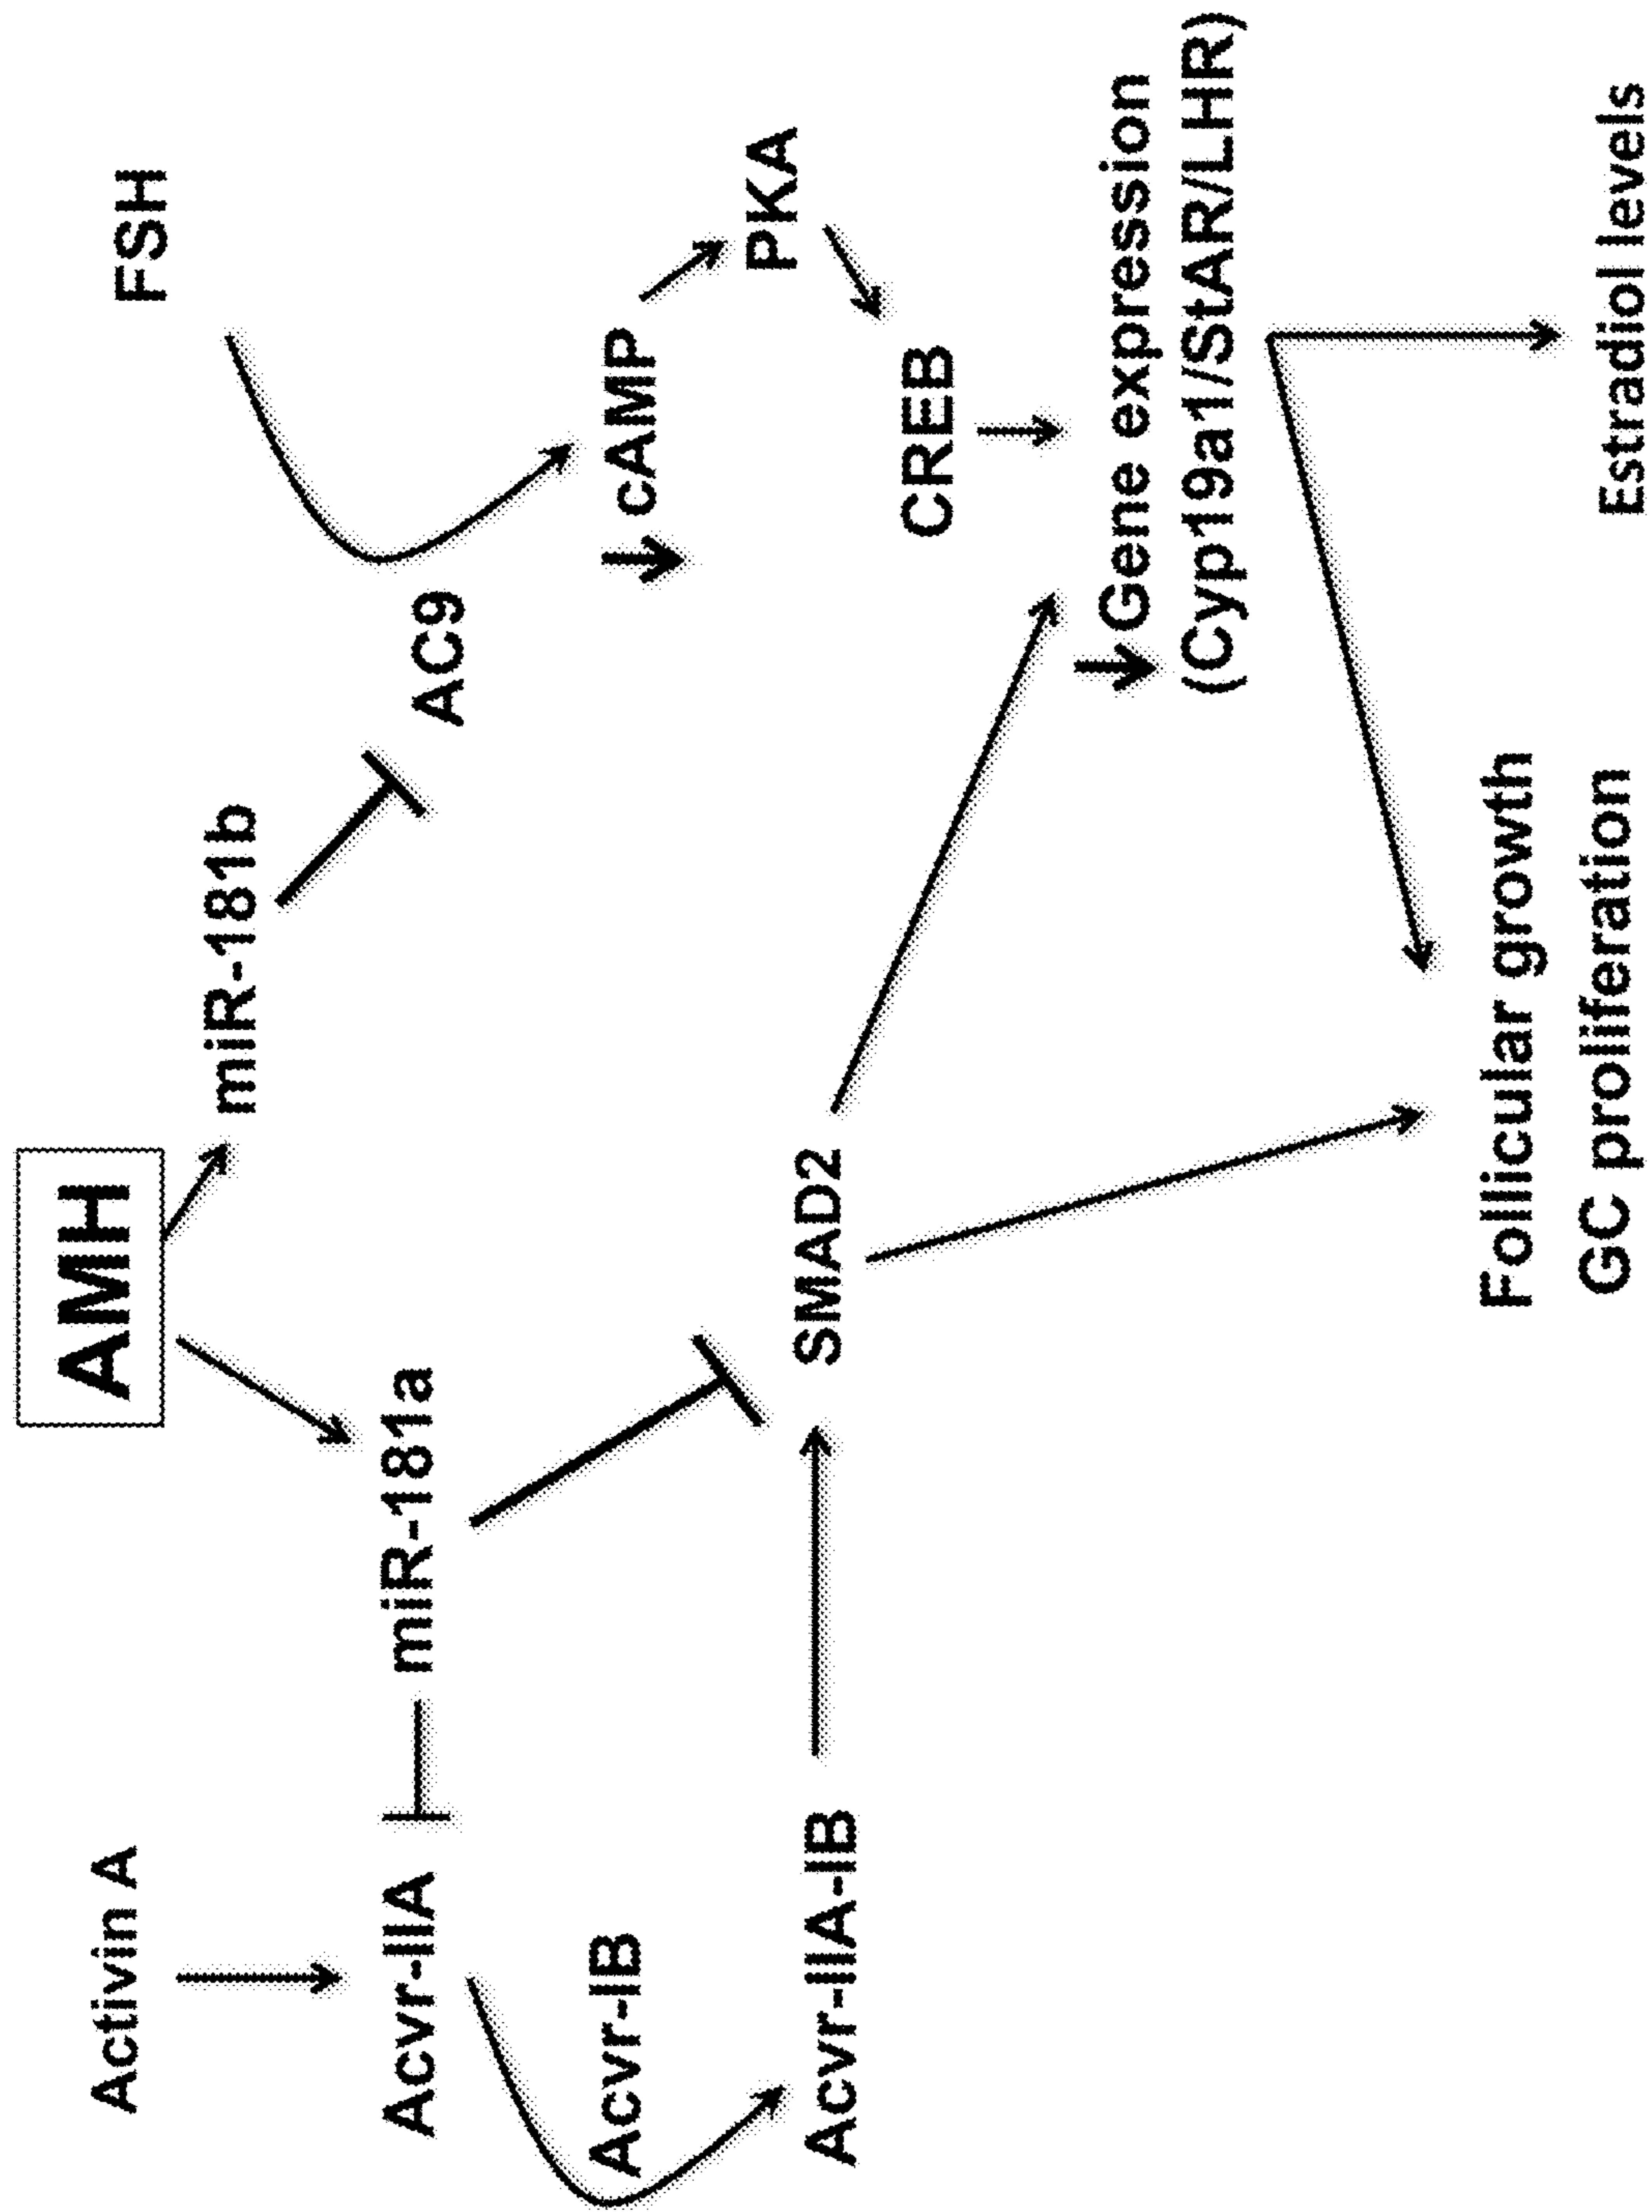 AMH
Activin A
FSH
miR-181b
Acvr-IIA
miR-181a
AC9
Acvr-IB
cAMP
PKA
Acvr-IIA-IB
SMAD2
CREB
Gene expression
(Cyp19a1/StAR/LHR)
Follicular growth
GC proliferation
Estradiol levels